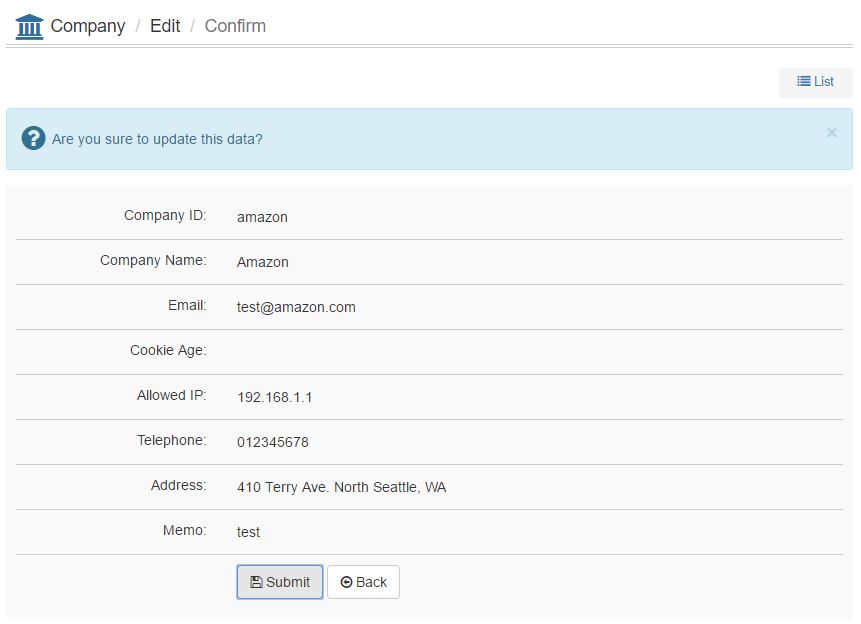 Company / Edit / Confirm
List
Are you sure to update this data? ×
Company ID: amazon
Company Name: Amazon
Email: test@amazon.com
Cookie Age:
Allowed IP: 192.168.1.1
Telephone: 012345678
Address: 410 Terry Ave. North Seattle, WA
Memo: test
Submit Back